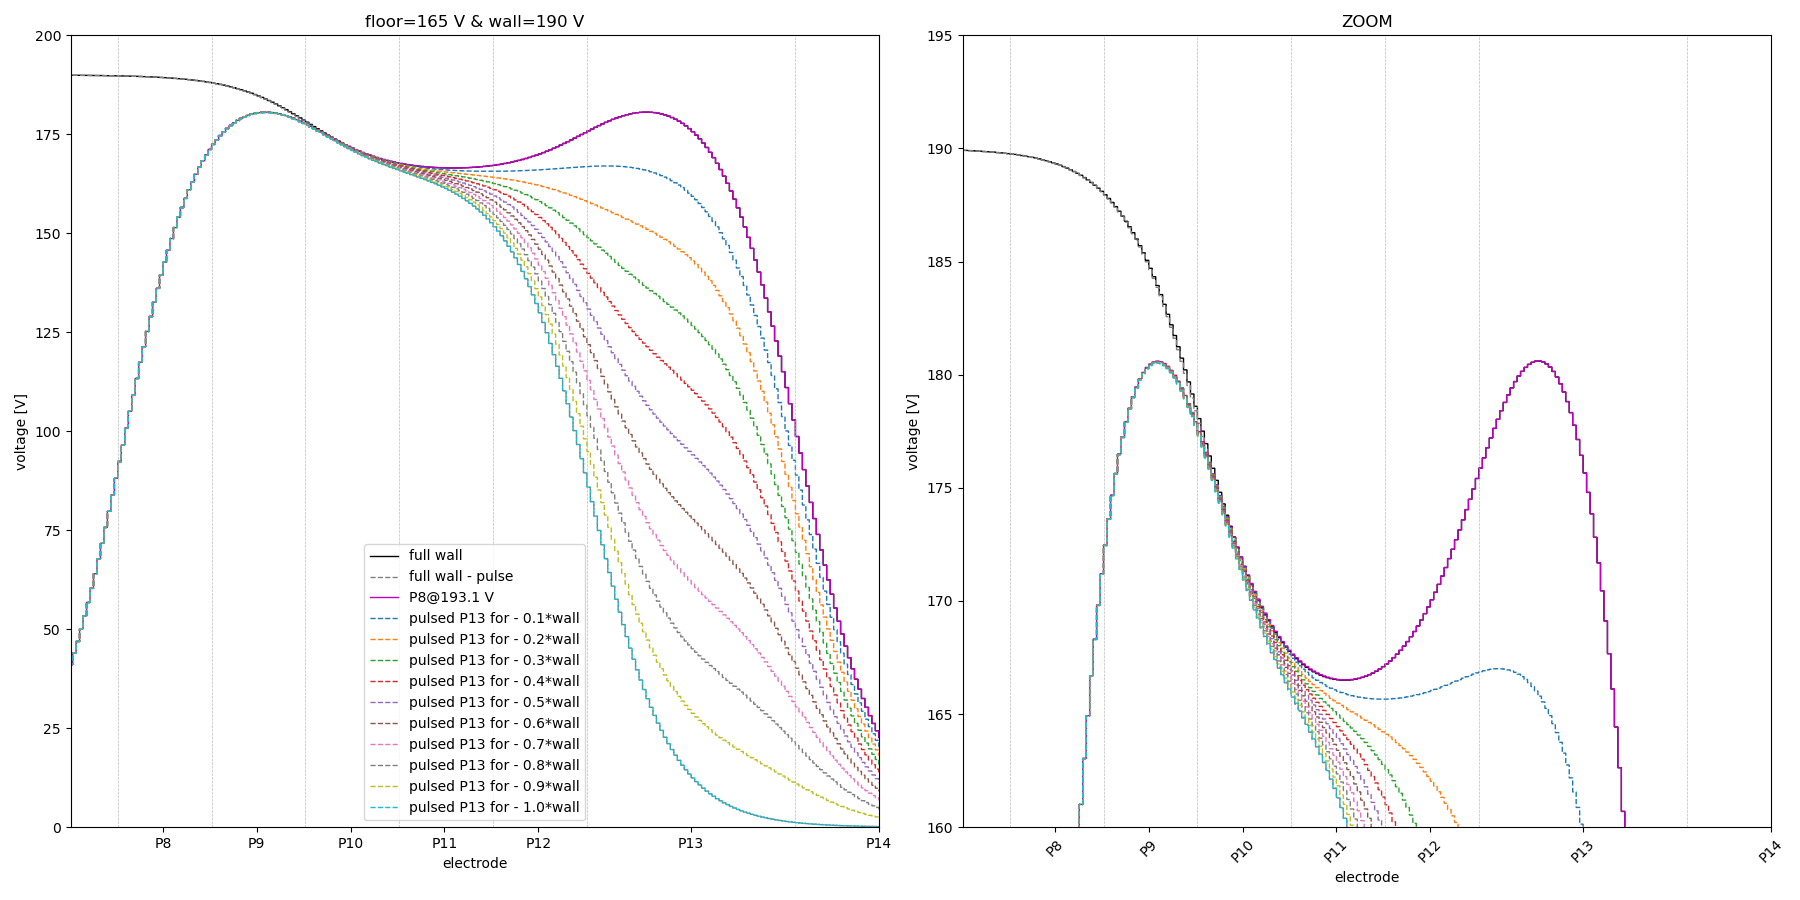 floor=165 V & wall=190 V
voltage [V]
200
175
150
125
100
75
50
25
0
full wall
full wall - pulse
P8@193.1 V
pulsed P13 for - 0.1*wall
pulsed P13 for - 0.2*wall
pulsed P13 for - 0.3*wall
pulsed P13 for - 0.4*wall
pulsed P13 for - 0.5*wall
pulsed P13 for - 0.6*wall
pulsed P13 for - 0.7*wall
pulsed P13 for - 0.8*wall
pulsed P13 for - 0.9*wall
pulsed P13 for - 1.0*wall
P8 P9 P10 P11 P12 P13 P14
electrode
ZOOM
voltage [V]
195
190
185
180
175
170
165
160
P8 P9 P10 P11 P12 P13 P14
electrode